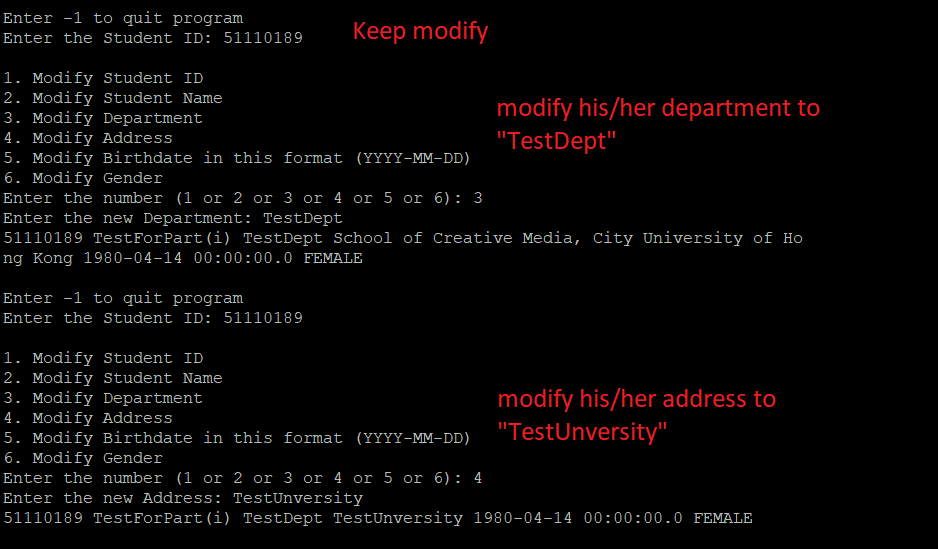 Enter -1 to quit program
Enter the Student ID: 51110189
Keep modify
1. Modify Student ID
2. Modify Student Name
3. Modify Department
4. Modify Address
5. Modify Birthdate in this format (YYYY-MM-DD)
6. Modify Gender
modify his/her department to
"TestDept"
Enter the number (1 or 2 or 3 or 4 or 5 or 6): 3
Enter the new Department: TestDept
51110189 TestForPart(i) TestDept School of Creative Media, City University of Ho
ng Kong 1980-04-14 00:00:00.0 FEMALE
Enter -1 to quit program
Enter the Student ID: 51110189
1. Modify Student ID
2. Modify Student Name
3. Modify Department
4. Modify Address
5. Modify Birthdate in this format (YYYY-MM-DD)
6. Modify Gender
modify his/her address to
"TestUnversity"
Enter the number (1 or 2 or 3 or 4 or 5 or 6): 4
Enter the new Address: TestUnversity
51110189 TestForPart(i) TestDept TestUnversity 1980-04-14 00:00:00.0 FEMALE